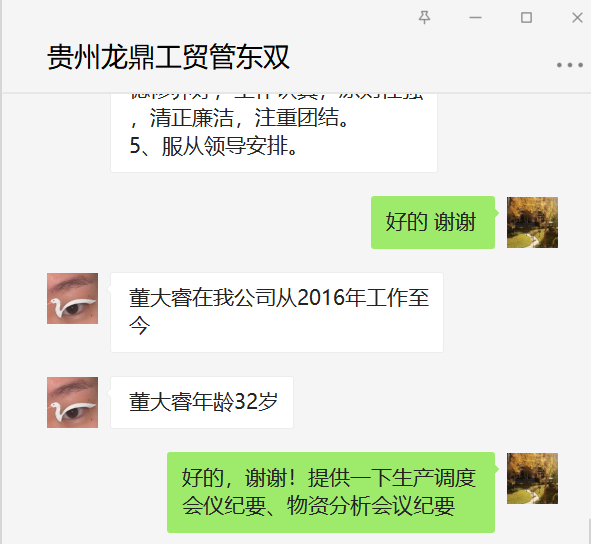 贵州龙鼎工贸管东双
，清正廉洁，注重团结。
5、服从领导安排。
好的 谢谢
董大睿在我公司从2016年工作至
今
董大睿年龄32岁
好的，谢谢！提供一下生产调度
会仪纪要、物资分析会议纪要